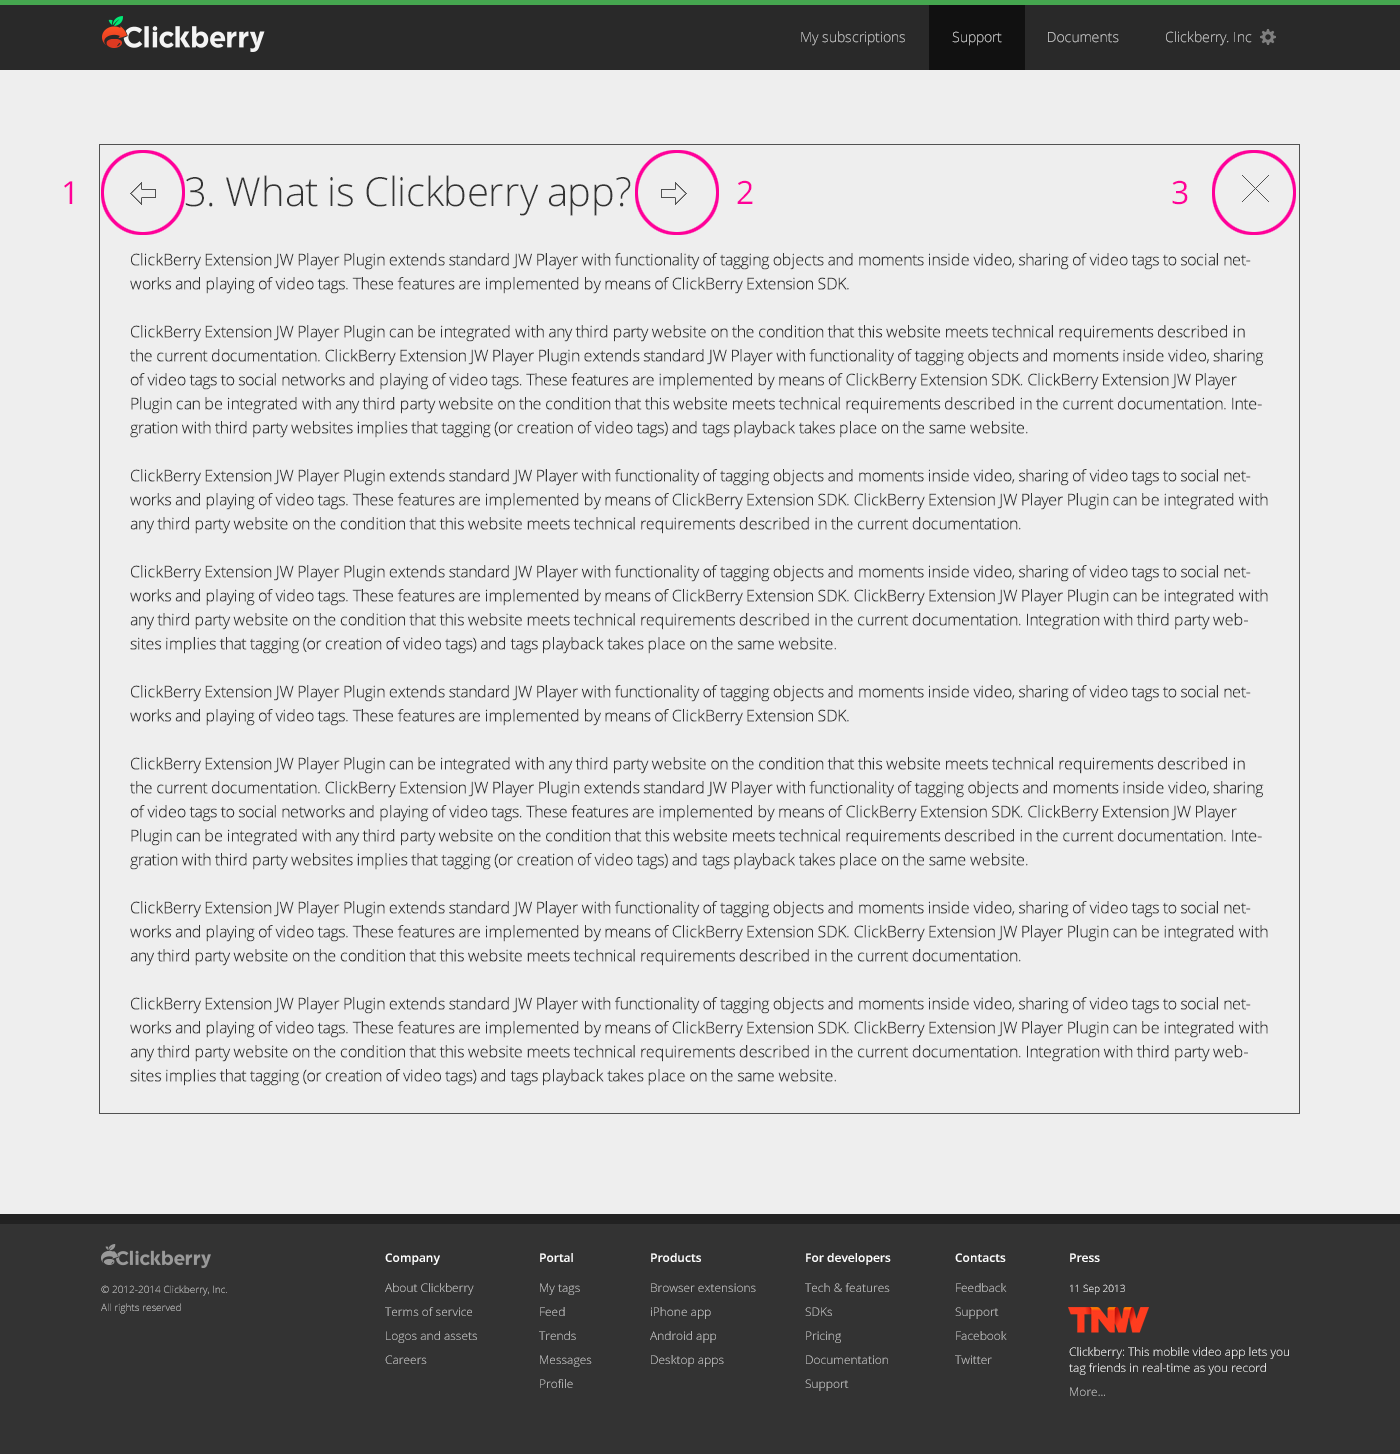 Clickberry
My subscriptions
Support
Documents
Clickberry. Inc
1
3. What is Clickberry app?
2
3
ClickBerry Extension JW Player Plugin extends standard JW Player with functionality of tagging objects and moments inside video, sharing of video tags to social net-
works and playing of video tags. These features are implemented by means of ClickBerry Extension SDK.
ClickBerry Extension JW Player Plugin can be integrated with any third party website on the condition that this website meets technical requirements described in
the current documentation. ClickBerry Extension JW Player Plugin extends standard JW Player with functionality of tagging objects and moments inside video, sharing
of video tags to social networks and playing of video tags. These features are implemented by means of ClickBerry Extension SDK. ClickBerry Extension JW Player
Plugin can be integrated with any third party website on the condition that this website meets technical requirements described in the current documentation. Inte-
gration with third party websites implies that tagging (or creation of video tags) and tags playback takes place on the same website.
ClickBerry Extension JW Player Plugin extends standard JW Player with functionality of tagging objects and moments inside video, sharing of video tags to social net-
works and playing of video tags. These features are implemented by means of ClickBerry Extension SDK. ClickBerry Extension JW Player Plugin can be integrated with
any third party website on the condition that this website meets technical requirements described in the current documentation.
ClickBerry Extension JW Player Plugin extends standard JW Player with functionality of tagging objects and moments inside video, sharing of video tags to social net-
works and playing of video tags. These features are implemented by means of ClickBerry Extension SDK. ClickBerry Extension JW Player Plugin can be integrated with
any third party website on the condition that this website meets technical requirements described in the current documentation. Integration with third party web-
sites implies that tagging (or creation of video tags) and tags playback takes place on the same website.
ClickBerry Extension JW Player Plugin extends standard JW Player with functionality of tagging objects and moments inside video, sharing of video tags to social net-
works and playing of video tags. These features are implemented by means of ClickBerry Extension SDK.
ClickBerry Extension JW Player Plugin can be integrated with any third party website on the condition that this website meets technical requirements described in
the current documentation. ClickBerry Extension JW Player Plugin extends standard JW Player with functionality of tagging objects and moments inside video, sharing
of video tags to social networks and playing of video tags. These features are implemented by means of ClickBerry Extension SDK. ClickBerry Extension JW Player
Plugin can be integrated with any third party website on the condition that this website meets technical requirements described in the current documentation. Inte-
gration with third party websites implies that tagging (or creation of video tags) and tags playback takes place on the same website.
ClickBerry Extension JW Player Plugin extends standard JW Player with functionality of tagging objects and moments inside video, sharing of video tags to social net-
works and playing of video tags. These features are implemented by means of ClickBerry Extension SDK. ClickBerry Extension JW Player Plugin can be integrated with
any third party website on the condition that this website meets technical requirements described in the current documentation.
ClickBerry Extension JW Player Plugin extends standard JW Player with functionality of tagging objects and moments inside video, sharing of video tags to social net-
works and playing of video tags. These features are implemented by means of ClickBerry Extension SDK. ClickBerry Extension JW Player Plugin can be integrated with
any third party website on the condition that this website meets technical requirements described in the current documentation. Integration with third party web-
sites implies that tagging (or creation of video tags) and tags playback takes place on the same website.
Clickberry
© 2012-2014 Clickberry, Inc.
All rights reserved
Company
About Clickberry
Terms of service
Logos and assets
Careers
Portal
My tags
Feed
Trends
Messages
Profile
Products
Browser extensions
iPhone app
Android app
Desktop apps
For developers
Tech & features
SDKs
Pricing
Documentation
Support
Contacts
Feedback
Support
Facebook
Twitter
Press
11 Sep 2013
TNW
Clickberry: This mobile video app lets you
tag friends in real-time as you record
More...